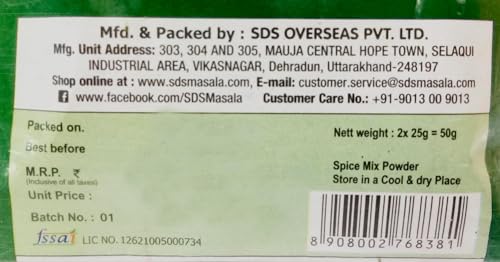 Mfd. & Packed by : SDS OVERSEAS PVT. LTD.
Mfg. Unit Address: 303, 304 AND 305, MAUJA CENTRAL HOPE TOWN, SELAQUI
INDUSTRIAL AREA, VIKASNAGAR, Dehradun, Uttarakhand-248197
Shop online at : www.sdsmasala.com, E-mail: customer.service@sdsmasala.com
f www.facebook.com/SDSMasala Customer Care No.: +91-9013 00 9013
Packed on.
Net weight : 2x 25g = 50g
Best before
M.R.P. ₹
(Inclusive of all taxes)
Spice Mix Powder
Store in a Cool & dry Place
Unit Price :
Batch No. : 01
fssai LIC NO. 12621005000734
8 908002 768381